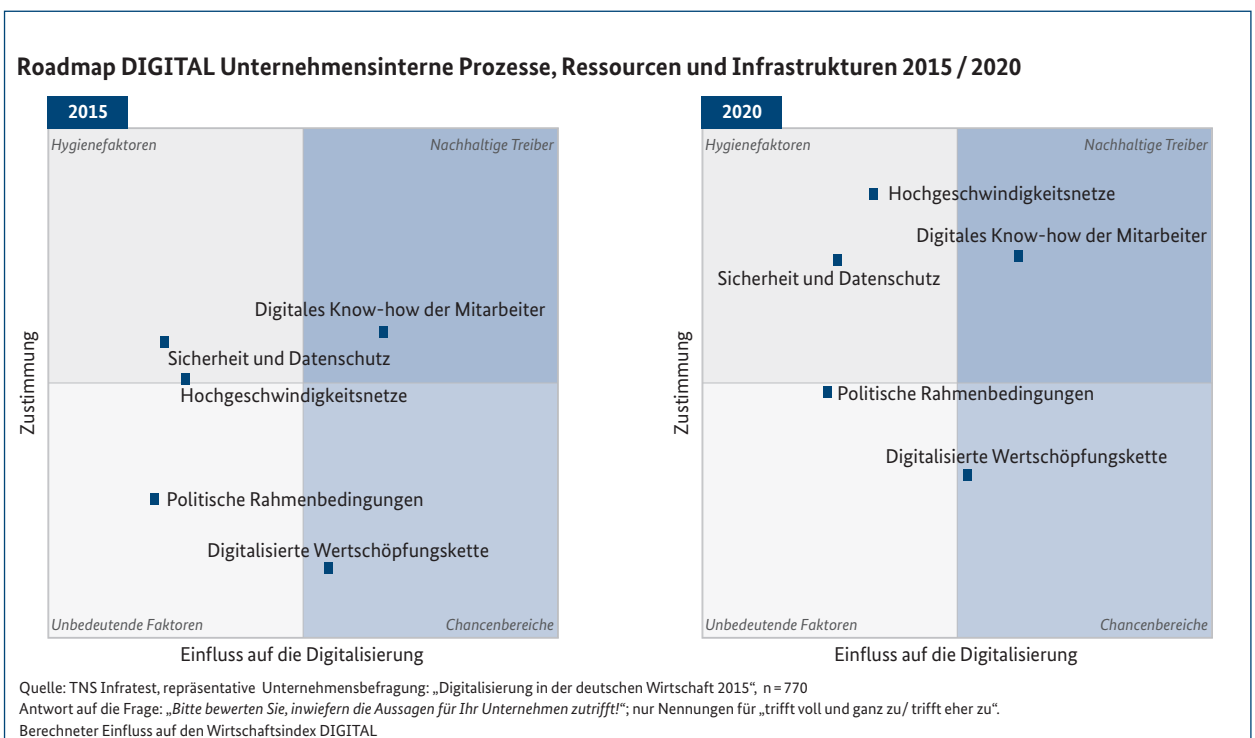 Roadmap DIGITAL Unternehmensinterne Prozesse, Ressourcen und Infrastrukturen 2015 / 2020
2015
Hygienefaktoren
Nachhaltige Treiber
Digitales Know-how der Mitarbeiter
Sicherheit und Datenschutz
Hochgeschwindigkeitsnetze
Politische Rahmenbedingungen
Digitalisierte Wertschöpfungskette
Unbedeutende Faktoren
Chancenbereiche
Zustimmung
Einfluss auf die Digitalisierung
2020
Hygienefaktoren
Nachhaltige Treiber
Hochgeschwindigkeitsnetze
Digitales Know-how der Mitarbeiter
Sicherheit und Datenschutz
Politische Rahmenbedingungen
Digitalisierte Wertschöpfungskette
Unbedeutende Faktoren
Chancenbereiche
Zustimmung
Einfluss auf die Digitalisierung
Quelle: TNS Infratest, repräsentative Unternehmensbefragung: „Digitalisierung in der deutschen Wirtschaft 2015“, n = 770
Antwort auf die Frage: „Bitte bewerten Sie, inwiefern die Aussagen für Ihr Unternehmen zutrifft!“; nur Nennungen für „trifft voll und ganz zu/ trifft eher zu“.
Berechneter Einfluss auf den Wirtschaftsindex DIGITAL